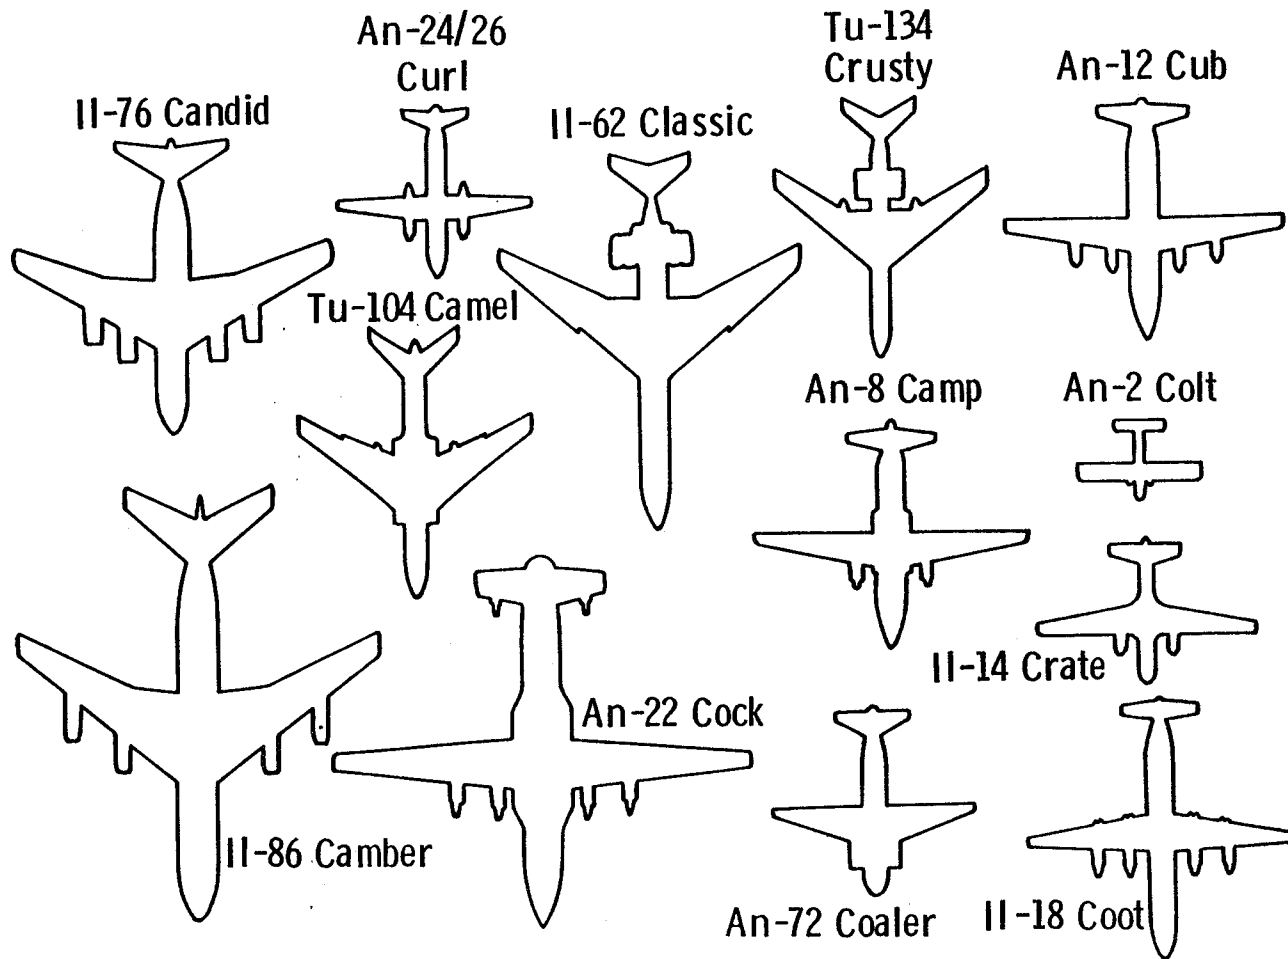 An-24/26
Curl
Tu-134
Crusty
An-12 Cub
Il-76 Candid
Il-62 Classic
Tu-104 Camel
An-8 Camp
An-2 Colt
Il-14 Crate
An-22 Cock
Il-86 Camber
An-72 Coaler
Il-18 Coot